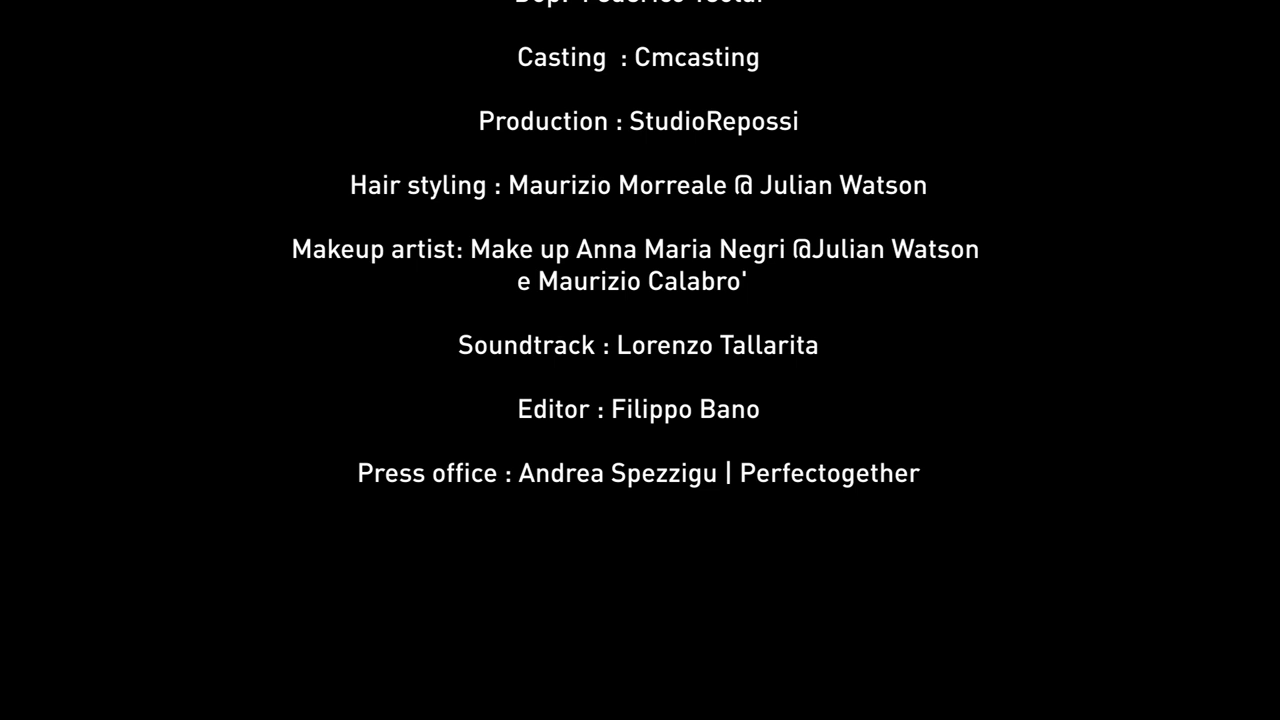 Casting  : Cmcasting
Production : StudioRepossi
Hair styling : Maurizio Morreale @ Julian Watson
Makeup artist: Make up Anna Maria Negri @Julian Watson
e Maurizio Calabro'
Soundtrack : Lorenzo Tallarita
Editor : Filippo Bano
Press office : Andrea Spezzigu | Perfectogether